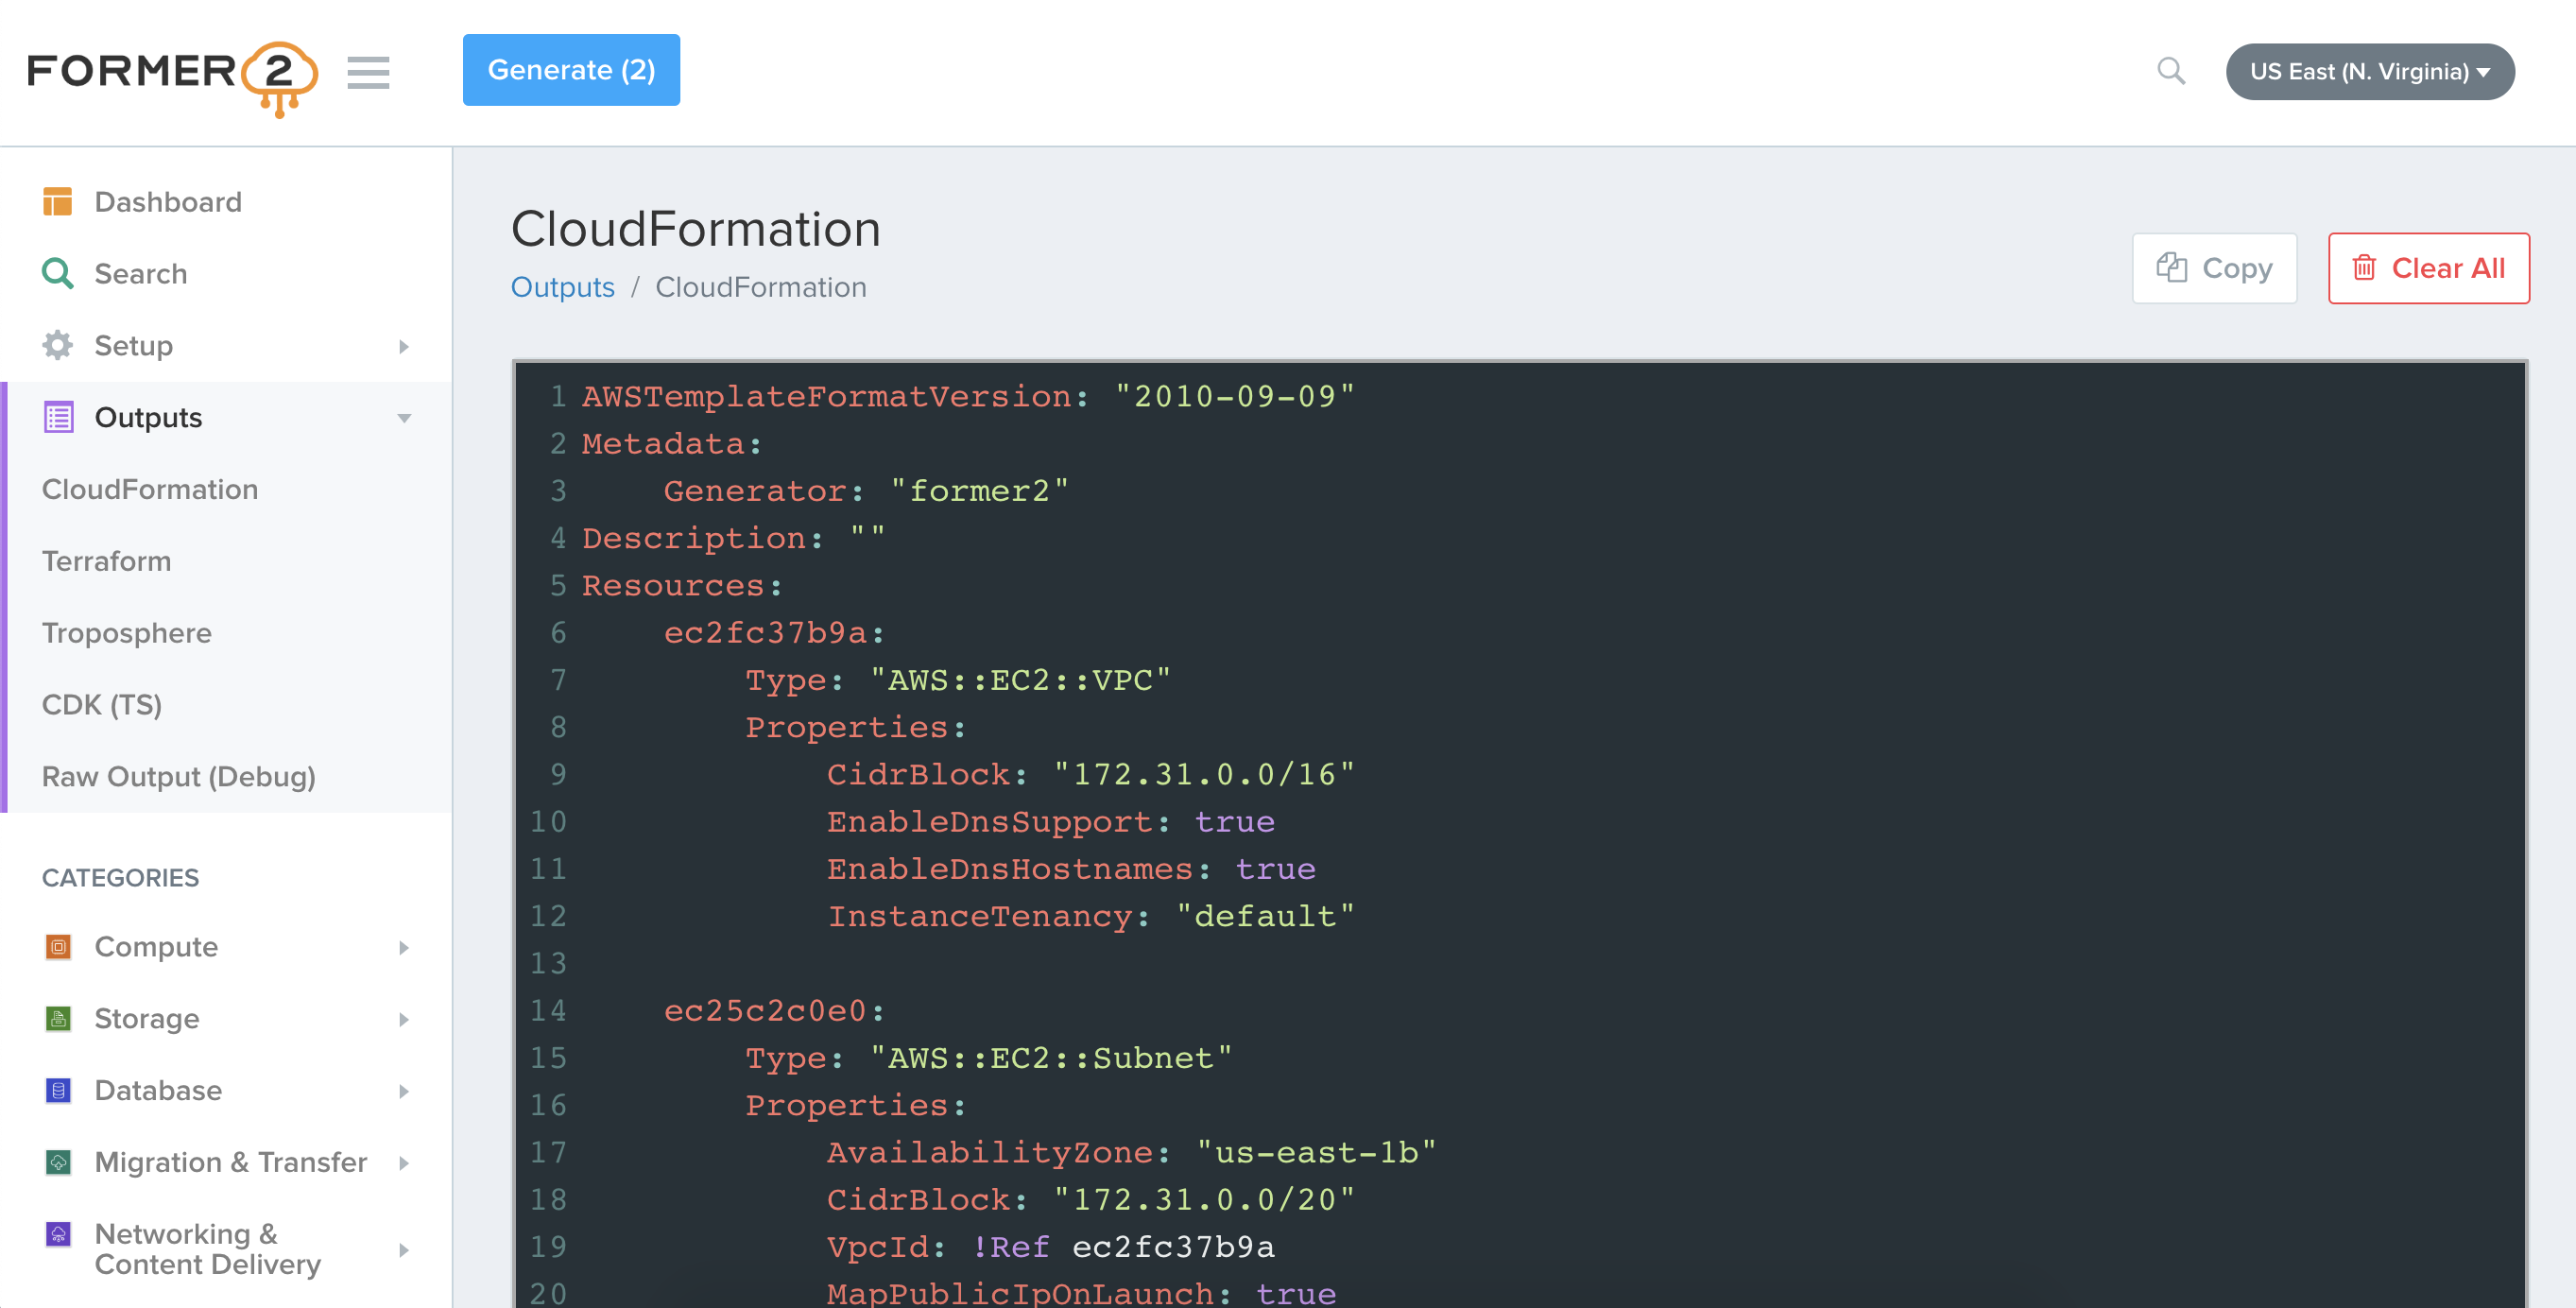 FORMER2
Generate (2)
US East (N. Virginia)
Dashboard
Search
Setup
Outputs
CloudFormation
Terraform
Troposphere
CDK (TS)
Raw Output (Debug)
CATEGORIES
Compute
Storage
Database
Migration & Transfer
Networking &
Content Delivery
CloudFormation
Outputs / CloudFormation
Copy
Clear All
1 AWSTemplateFormatVersion: "2010-09-09"
2 Metadata:
3     Generator: "former2"
4 Description: ""
5 Resources:
6     ec2fc37b9a:
7         Type: "AWS::EC2::VPC"
8         Properties:
9             CidrBlock: "172.31.0.0/16"
10             EnableDnsSupport: true
11             EnableDnsHostnames: true
12             InstanceTenancy: "default"
13
14     ec25c2c0e0:
15         Type: "AWS::EC2::Subnet"
16         Properties:
17             AvailabilityZone: "us-east-1b"
18             CidrBlock: "172.31.0.0/20"
19             VpcId: !Ref ec2fc37b9a
20             MapPublicIpOnLaunch: true